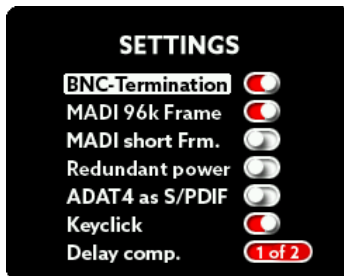 SETTINGS
BNC-Termination
MADI 96k Frame
MADI short Frm.
Redundant power
ADAT4 as S/PDIF
Keyclick
Delay comp. 1 of 2